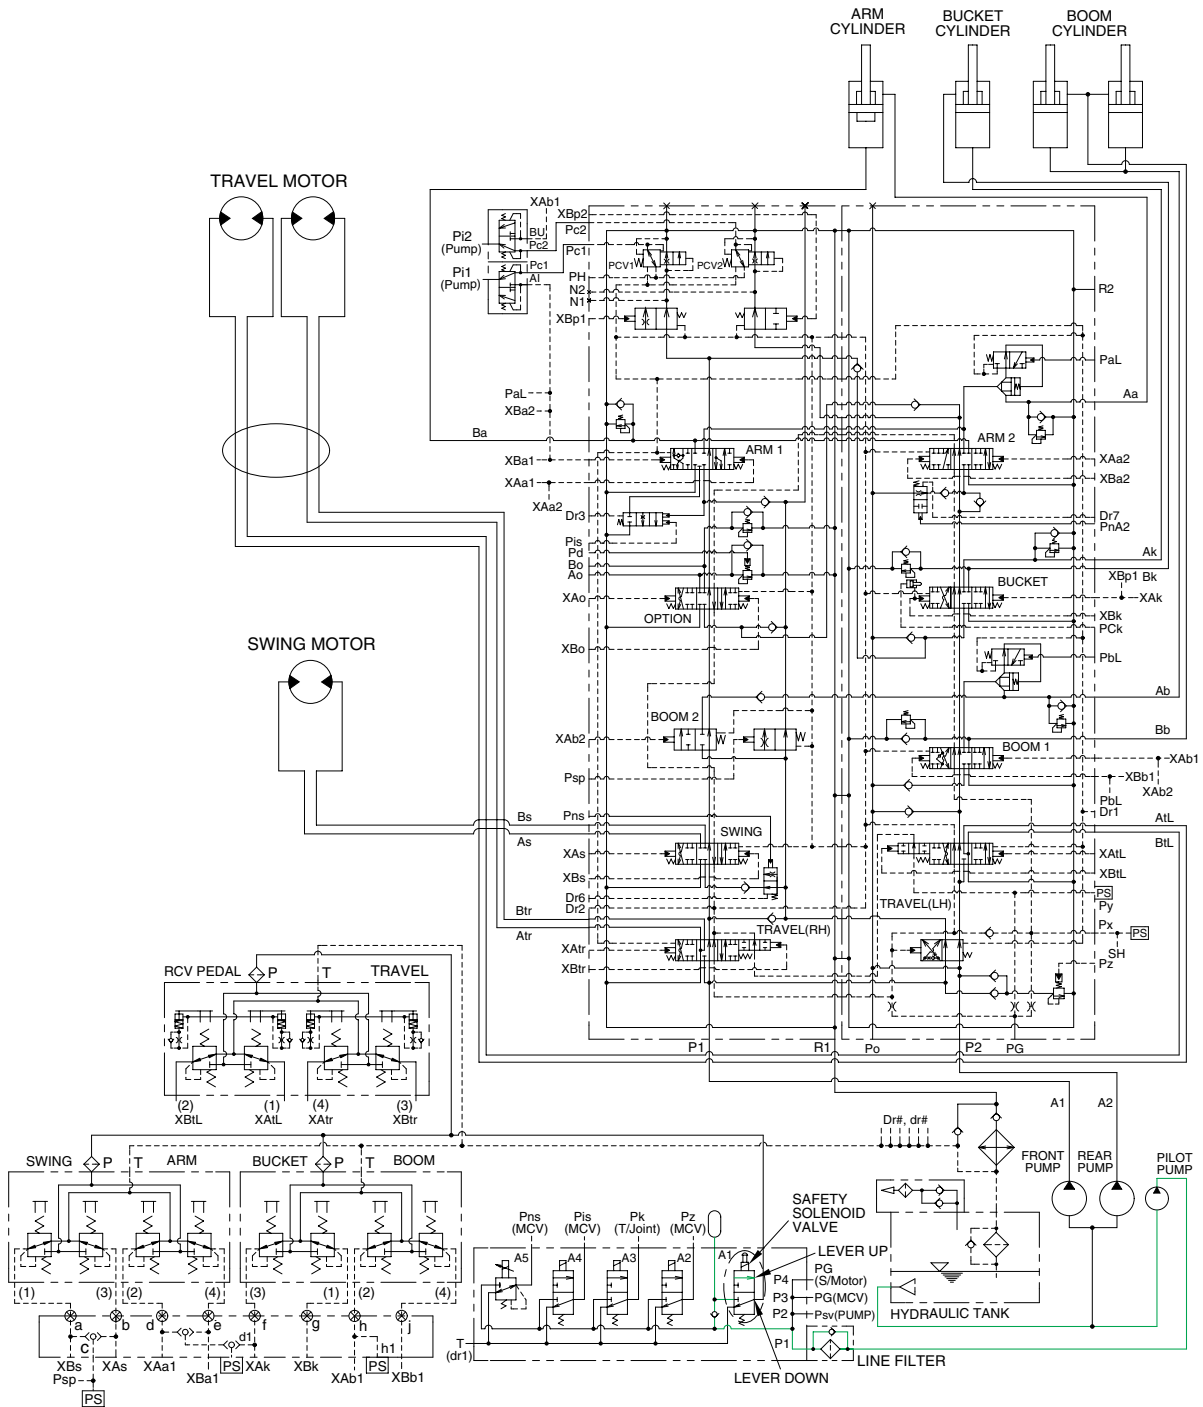 ARM
CYLINDER
BUCKET
CYLINDER
BOOM
CYLINDER
TRAVEL MOTOR
XAb1
BU
Pc2
Pi2
(Pump)
Pi1
(Pump)
Pc1
AI
XBp2
Pc2
Pc1
PH
N2
N1
XBp1
PCV1
PCV2
R2
PaL
Aa
PaL
XBa2
Ba
XBa1
XAa1
XAa2
ARM 1
ARM 2
XAa2
XBa2
Dr3
Dr7
PnA2
Pis
Pd
Bo
Ao
Ak
XBp1 Bk
BUCKET
XAo
XAk
OPTION
XBk
PCk
XBo
PbL
SWING MOTOR
Ab
BOOM 2
Bb
XAb2
BOOM 1
XAb1
XBb1
XAb2
Psp
PbL
Dr1
Pns
Bs
As
AtL
BtL
SWING
XAs
XAtL
XBs
XBtL
Dr6
Dr2
TRAVEL(LH)
PS
Py
Btr
Atr
TRAVEL(RH)
Px
PS
XAtr
SH
XBtr
Pz
P1
R1
Po
P2
PG
RCV PEDAL
P
T
TRAVEL
(2)
(1)
(4)
(3)
XBtL
XAtL
XAtr
XBtr
A1
A2
Dr#, dr#
FRONT
PUMP
REAR
PUMP
PILOT
PUMP
SWING
P
T
ARM
BUCKET
P
T
BOOM
(1)
(3)
(2)
(4)
(3)
(1)
(2)
(4)
a
b
d
e
f
g
h
j
c
d1
h1
XBs
XAs
XAa1
PS
XAk
XBk
PS
Psp
XBa1
XAb1
XBb1
PS
Pns
(MCV)
Pis
(MCV)
Pk
(T/Joint)
Pz
(MCV)
A5
A4
A3
A2
A1
SAFETY
SOLENOID
VALVE
LEVER UP
PG
(S/Motor)
P4
P3
PG(MCV)
P2
Psv(PUMP)
P1
T
(dr1)
LINE FILTER
LEVER DOWN
HYDRAULIC TANK